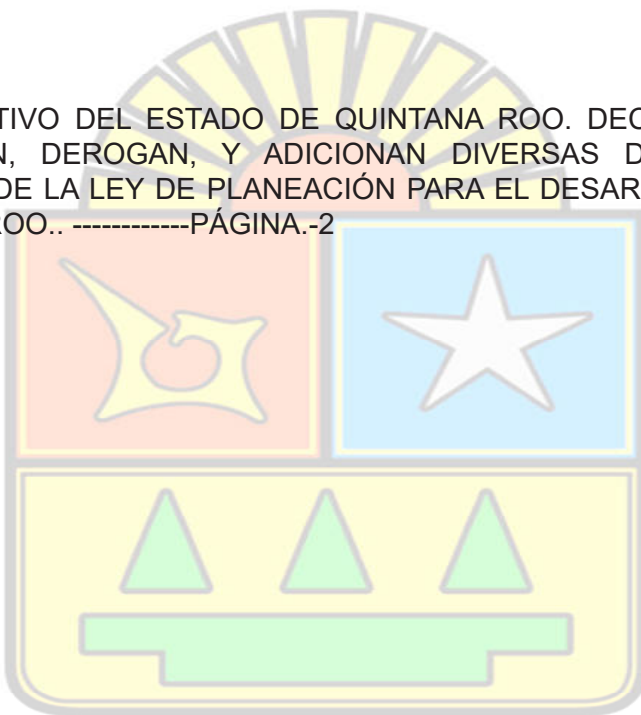 TIVO DEL ESTADO DE QUINTANA ROO. DEC
N, DEROGAN, Y ADICIONAN DIVERSAS D
DE LA LEY DE PLANEACIÓN PARA EL DESAR
ROO.. ------------PÁGINA.-2